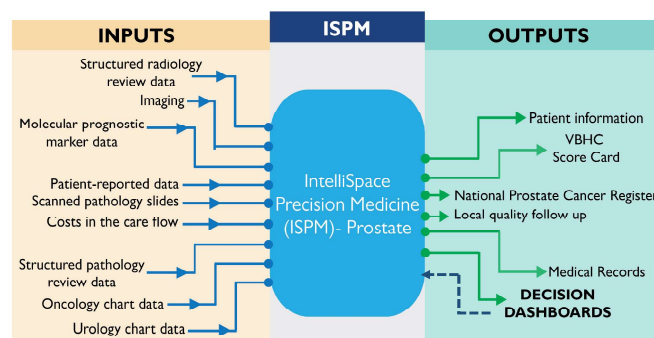 INPUTS
ISPM
OUTPUTS
Structured radiology
review data
Imaging
Molecular prognostic
marker data
Patient-reported data
Scanned pathology slides
Costs in the care flow
Structured pathology
review data
Oncology chart data
Urology chart data
IntelliSpace
Precision Medicine
(ISPM)- Prostate
Patient information
VBHC
Score Card
National Prostate Cancer Register
Local quality follow up
Medical Records
DECISION
DASHBOARDS